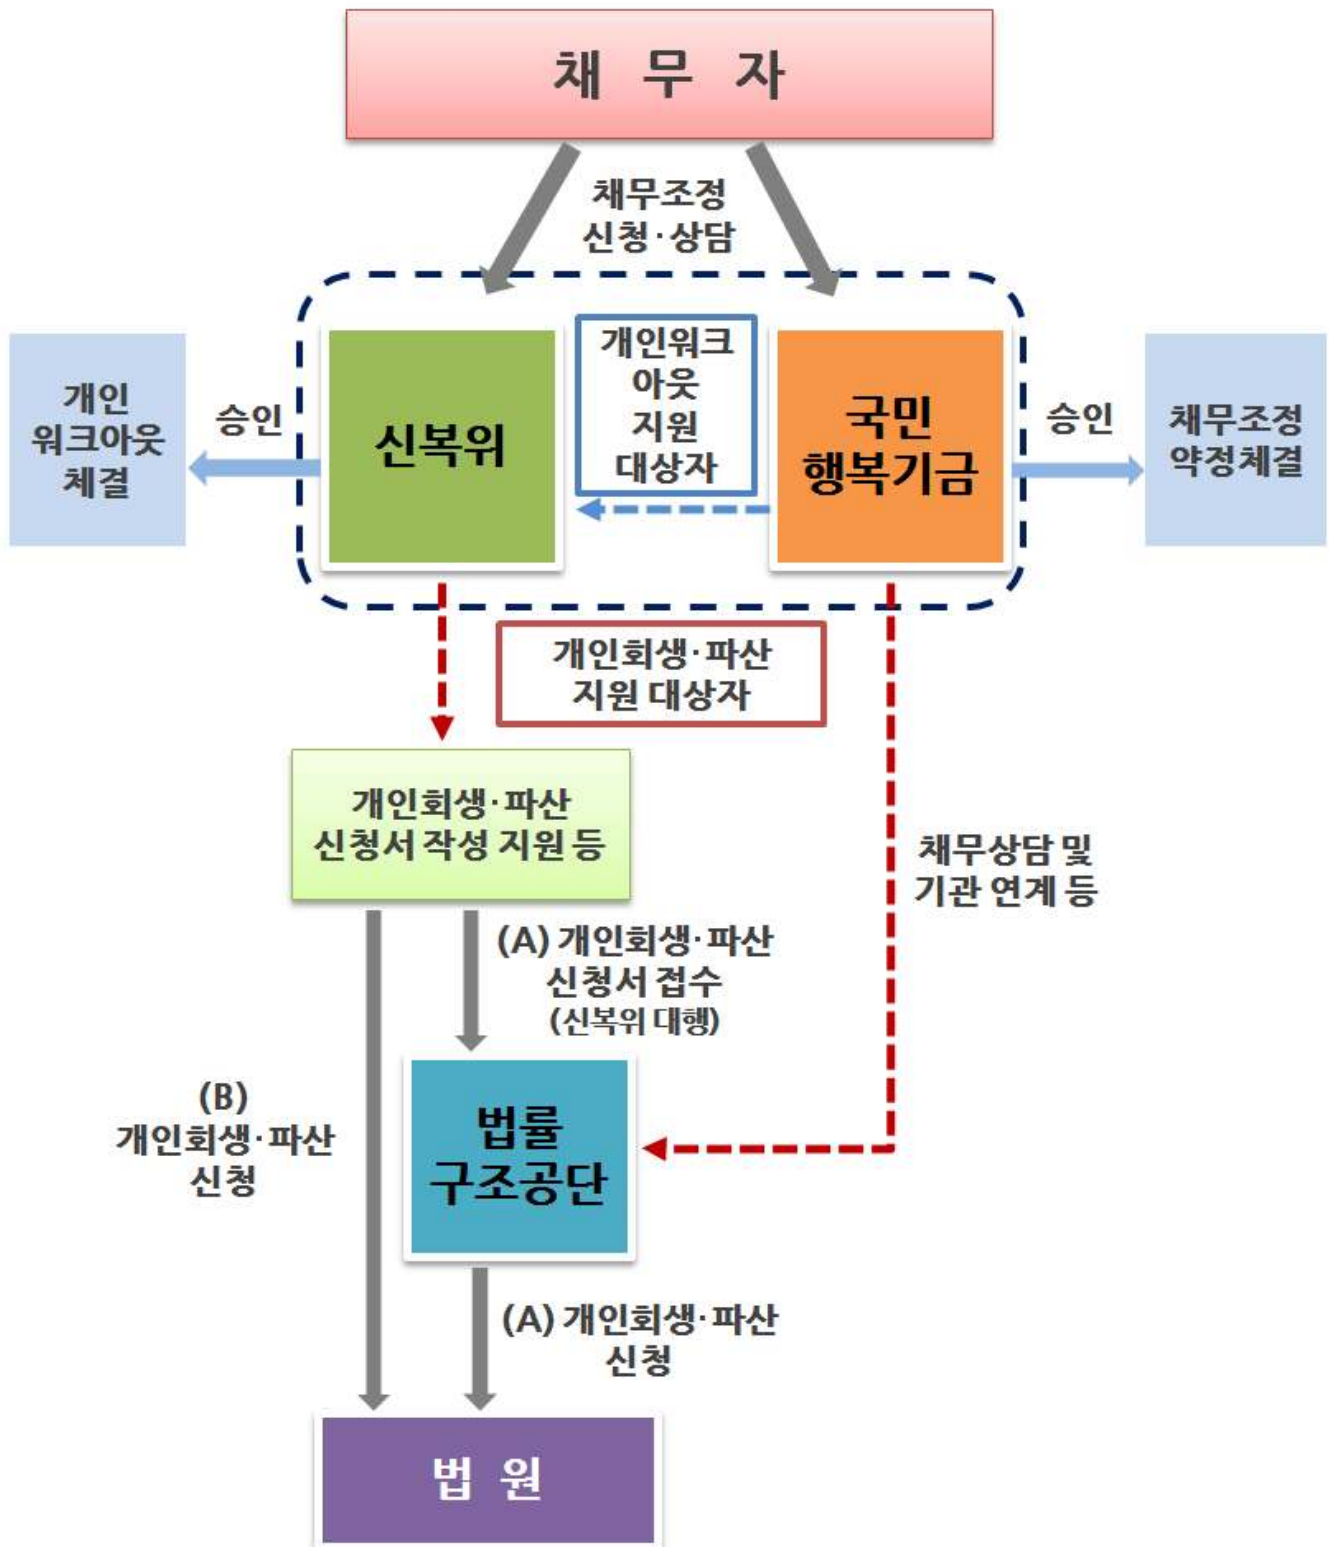 채 무 자
채무조정
신청·상담
개인
워크아웃
체결
승인
신복위
개인워크
아웃
지원
대상자
국민
행복기금
승인
채무조정
약정체결
개인회생·파산
지원 대상자
개인회생·파산
신청서 작성 지원 등
채무상담 및
기관 연계 등
(A) 개인회생·파산
신청서 접수
(신복위 대행)
(B)
개인회생·파산
신청
법률
구조공단
(A) 개인회생·파산
신청
법 원